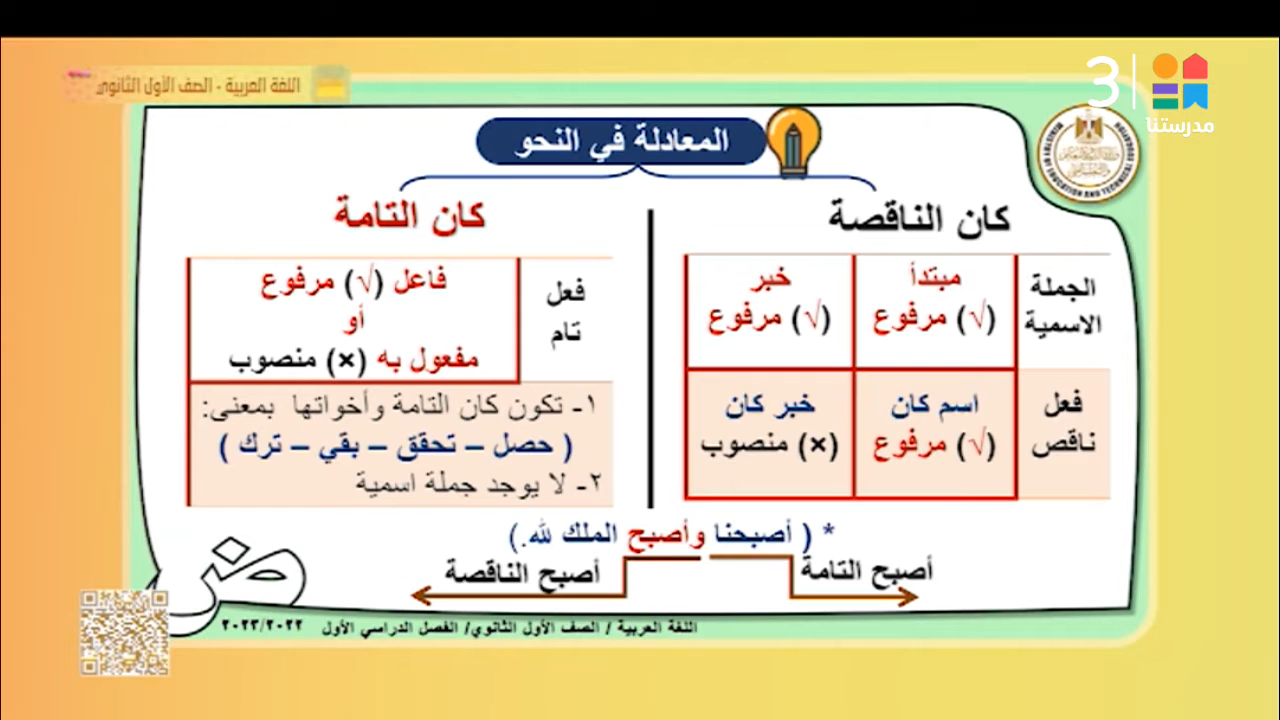 3
مدرستنا
اللغة العربية - الصف الأول الثانوي
المعادلة في النحو
كان الناقصة
الجملة الاسمية
مبتدأ
(√) مرفوع
خبر
(√) مرفوع
فعل ناقص
اسم كان
(√) مرفوع
خبر كان
(×) منصوب
كان التامة
فعل تام
فاعل (√) مرفوع
أو
مفعول به (×) منصوب
١- تكون كان التامة وأخواتها بمعنى:
( حصل – تحقق – بقي – ترك )
٢- لا يوجد جملة اسمية
* ( أصبحنا وأصبح الملك لله.)
أصبح التامة
أصبح الناقصة
ض
اللغة العربية / الصف الأول الثانوي/ الفصل الدراسي الأول ٢٠٢٣/٢٠٢٢